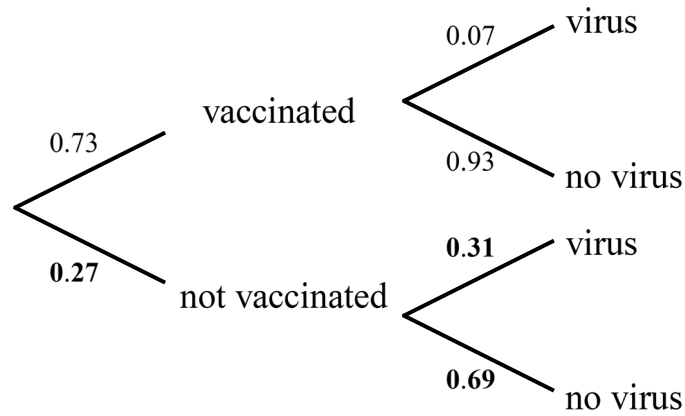 0.07
virus
vaccinated
0.73
0.93
no virus
0.31
virus
0.27
not vaccinated
0.69
no virus